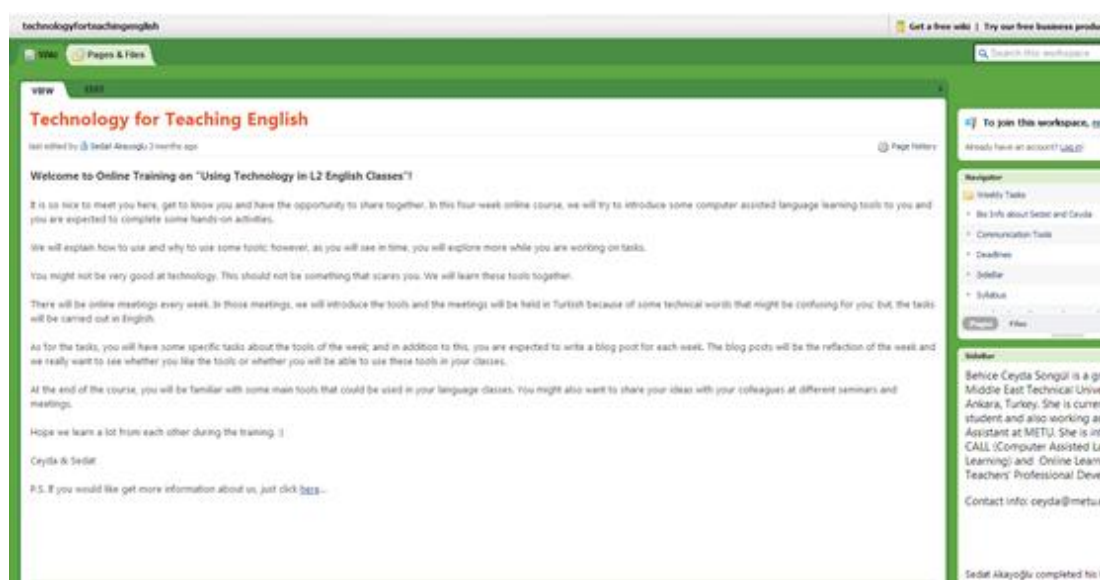 technologyforteachingenglish
Get a free wiki | Try our free business produ
Wiki
Pages & Files
Search this workspace
VIEW
EDIT
Technology for Teaching English
last edited by Sedat Akayoğlu 3 months ago
Page history
Welcome to Online Training on "Using Technology in L2 English Classes"!
It is so nice to meet you here, get to know you and have the opportunity to share together. In this four-week online course, we will try to introduce some computer assisted language learning tools to you and
you are expected to complete some hands-on activities.
We will explain how to use and why to use some tools; however, as you will see in time, you will explore more while you are working on tasks.
You might not be very good at technology. This should not be something that scares you. We will learn these tools together.
There will be online meetings every week. In those meetings, we will introduce the tools and the meetings will be held in Turkish because of some technical words that might be confusing for you; but, the tasks
will be carried out in English.
As for the tasks, you will have some specific tasks about the tools of the week; and in addition to this, you are expected to write a blog post for each week. The blog posts will be the reflection of the week and
we really want to see whether you like the tools or whether you will be able to use these tools in your classes.
At the end of the course, you will be familiar with some main tools that could be used in your language classes. You might also want to share your ideas with your colleagues at different seminars and
meetings.
Hope we learn a lot from each other during the training. :)
Ceyda & Sedat
P.S. If you would like get more information about us, just click here...
To join this workspace,
Already have an account? Log in!
Navigator
Weekly Tasks
Bio Info about Sedat and Ceyda
Communication Tools
Deadlines
SideBar
Syllabus
Pages
Files
SideBar
Behice Ceyda Songül is a g
Middle East Technical Unive
Ankara, Turkey. She is curre
student and also working a
Assistant at METU. She is in
CALL (Computer Assisted La
Learning) and Online Learn
Teachers' Professional Deve
Contact info: ceyda@metu.
Sedat Akayoğlu completed his